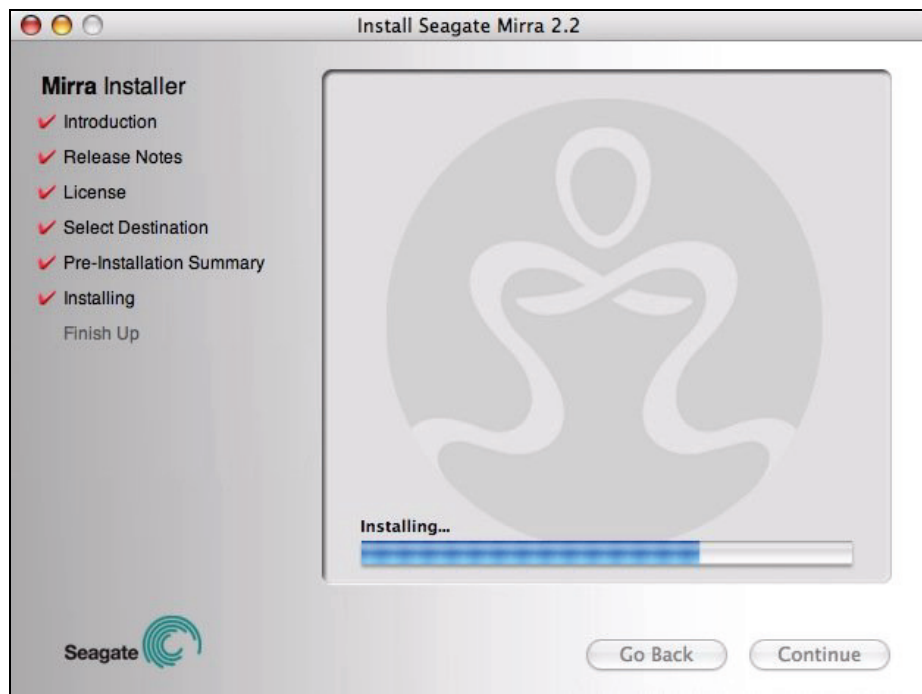 Install Seagate Mirra 2.2
Mirra Installer
Introduction
Release Notes
License
Select Destination
Pre-Installation Summary
Installing
Finish Up
Installing...
Seagate
Go Back
Continue